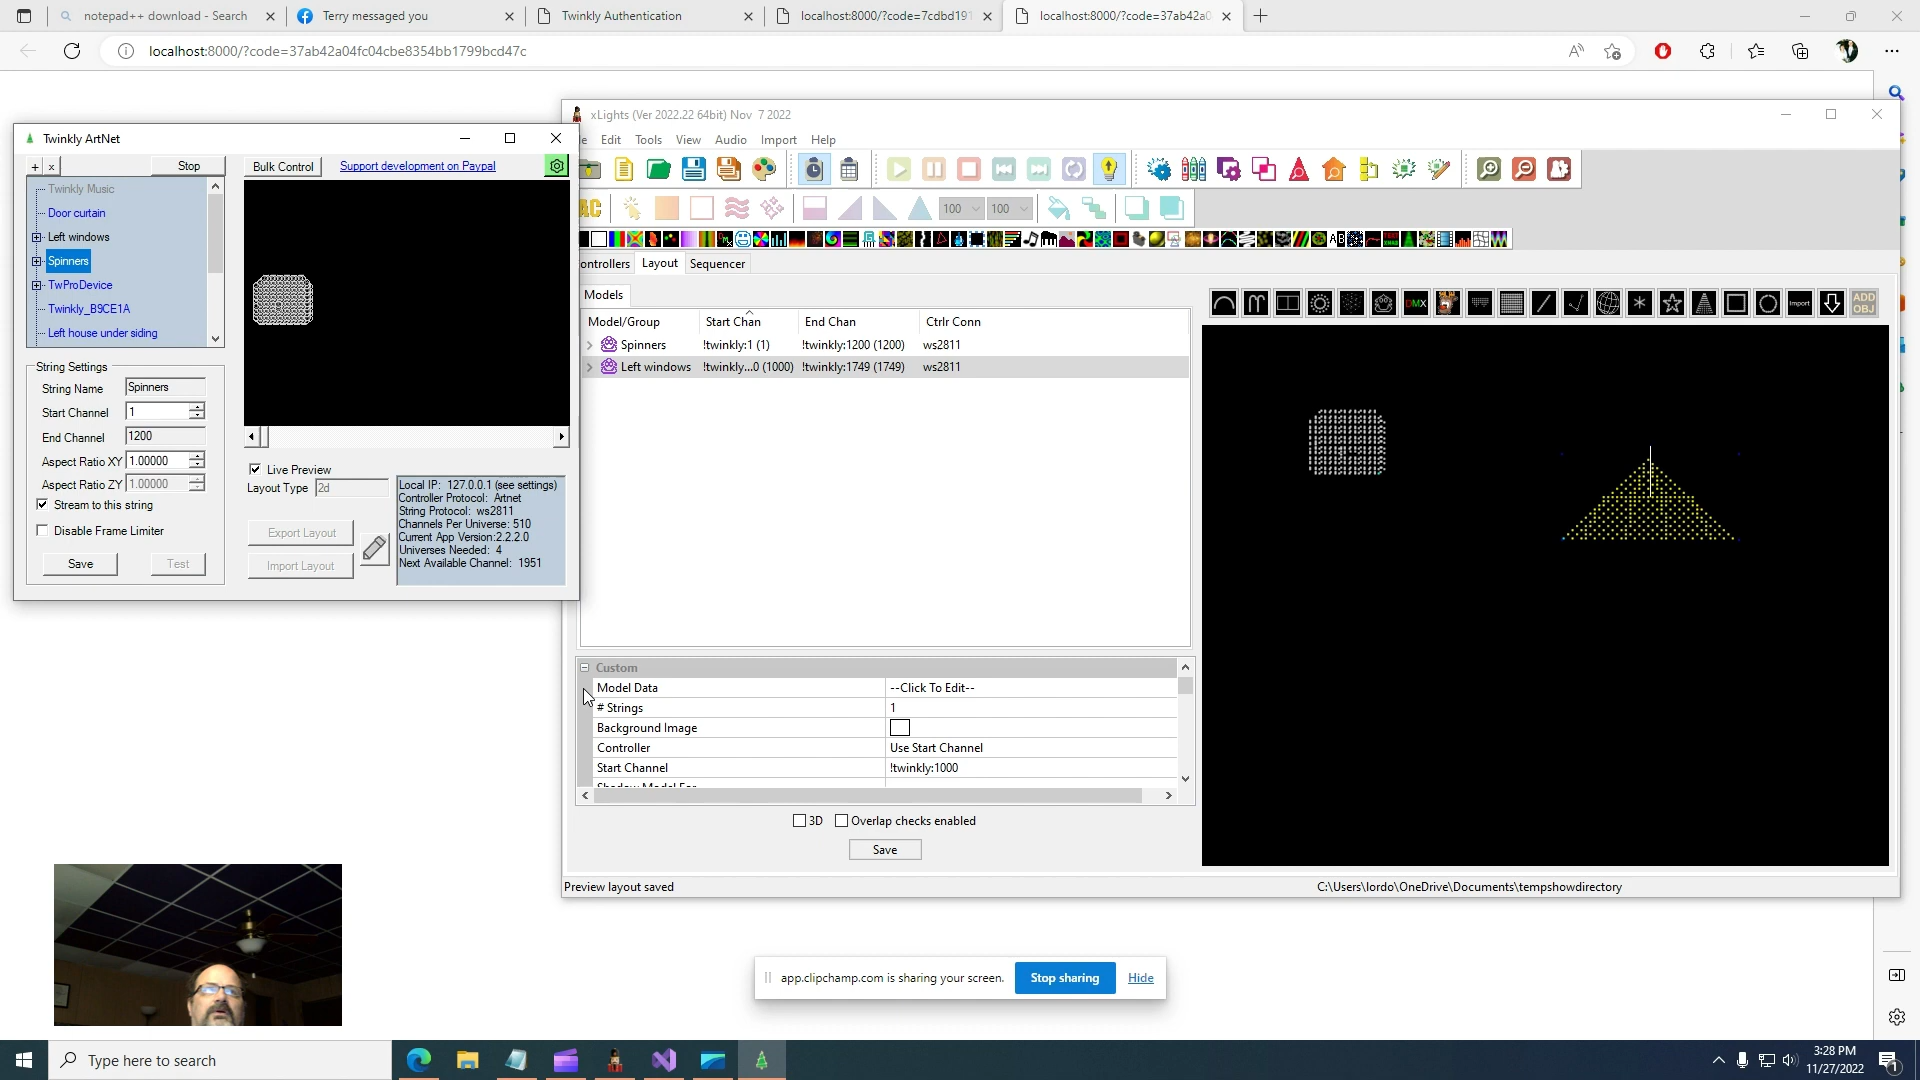 notepad++ download - Search
Terry messaged you
Twinkly Authentication
localhost:8000/?code=7cdbd191
localhost:8000/?code=37ab42a0
localhost:8000/?code=37ab42a04fc04cbe8354bb1799bcd47c
xLights (Ver 2022.22 64bit) Nov 7 2022
Edit Tools View Audio Import Help
100 100
ontrollers Layout Sequencer
Models
Model/Group Start Chan End Chan Ctrlr Conn
Spinners !twinkly:1 (1) !twinkly:1200 (1200) ws2811
Left windows !twinkly...0 (1000) !twinkly:1749 (1749) ws2811
DMX
Import
ADD OBJ
Custom
Model Data --Click To Edit--
# Strings 1
Background Image
Controller Use Start Channel
Start Channel !twinkly:1000
3D Overlap checks enabled
Save
Preview layout saved
C:\Users\lordo\OneDrive\Documents\tempshowdirectory
Twinkly ArtNet
+ x Stop Bulk Control Support development on Paypal
Twinkly Music
Door curtain
Left windows
Spinners
TwProDevice
Twinkly_B9CE1A
Left house under siding
String Settings
String Name Spinners
Start Channel 1
End Channel 1200
Aspect Ratio XY 1.00000
Aspect Ratio ZY 1.00000
Stream to this string
Disable Frame Limiter
Save Test
Live Preview
Layout Type 2d
Export Layout
Import Layout
Local IP: 127.0.0.1 (see settings)
Controller Protocol: Artnet
String Protocol: ws2811
Channels Per Universe: 510
Current App Version:2.2.2.0
Universes Needed: 4
Next Available Channel: 1951
app.clipchamp.com is sharing your screen. Stop sharing Hide
Type here to search
3:28 PM
11/27/2022
1